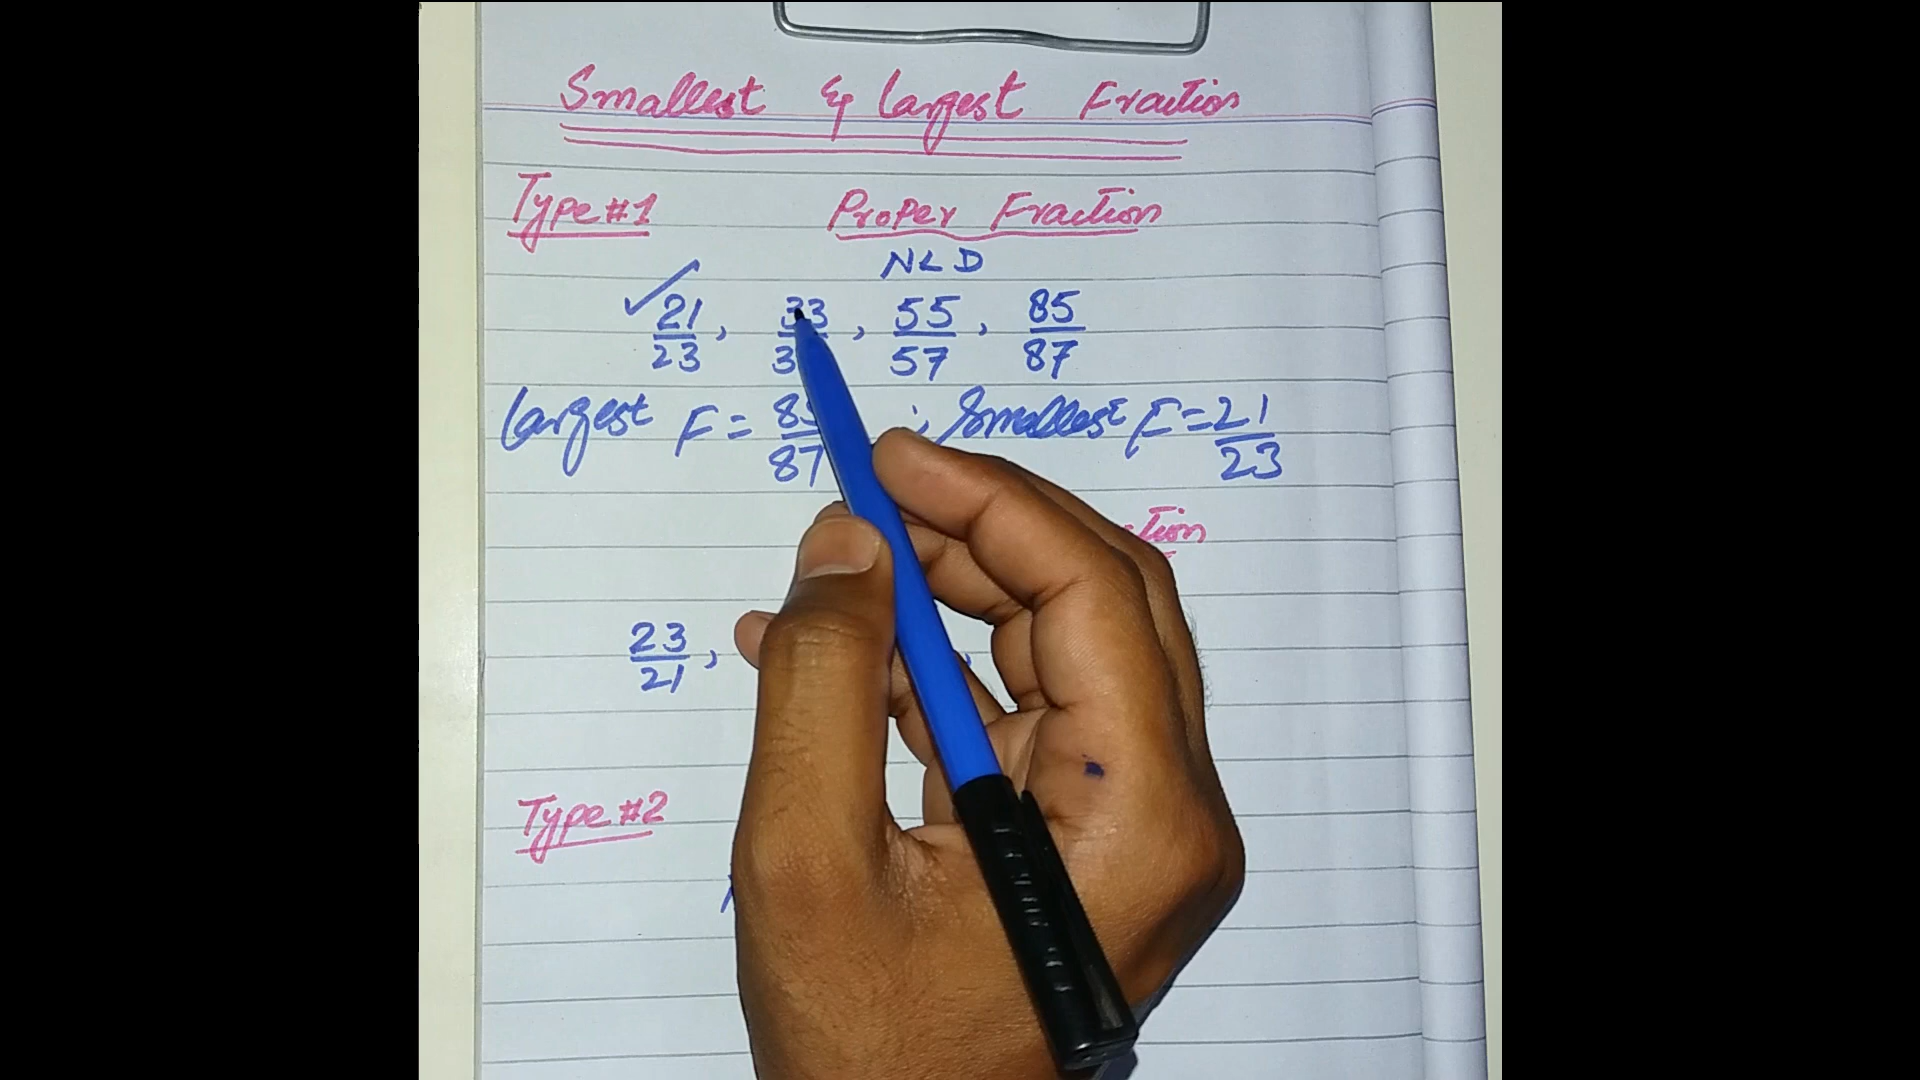 Smallest & Largest Fraction
Type #1 Proper Fraction
N < D
21/23, 33/3, 55/57, 85/87
Largest F = 8/87 ; Smallest F = 21/23
23/21,
Type #2